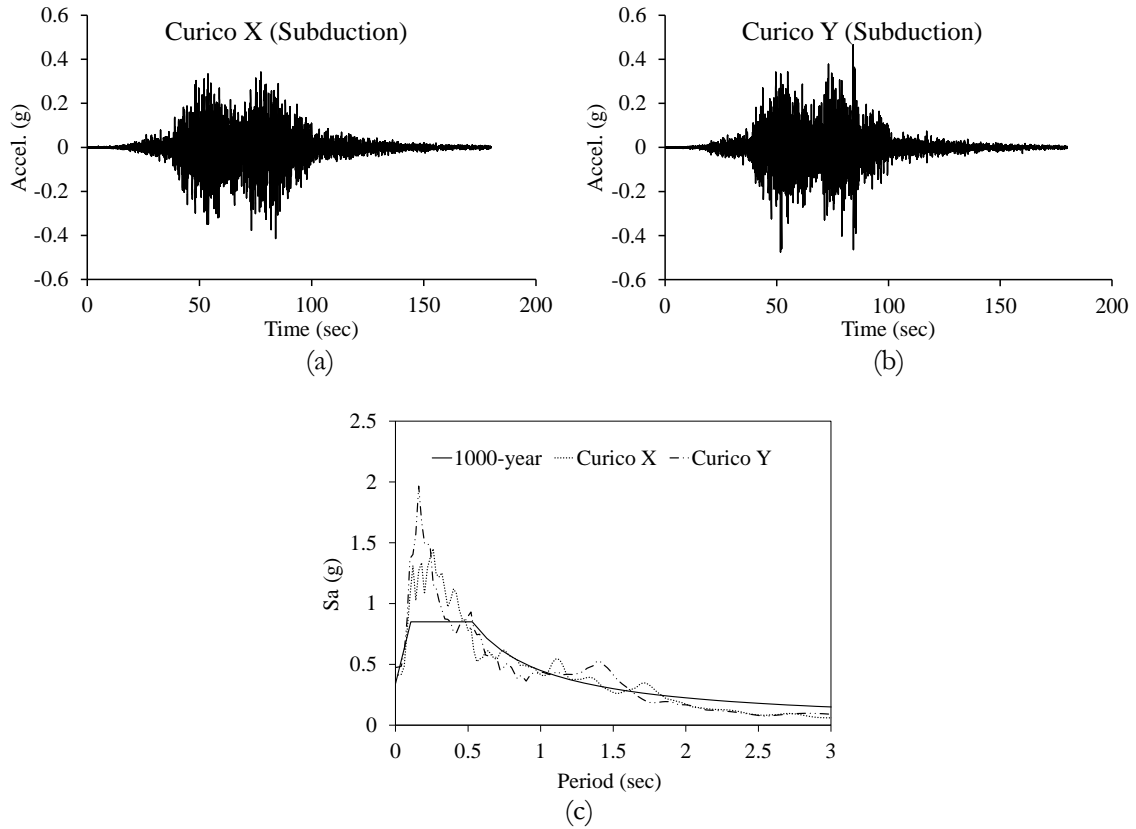 Curico X (Subduction)
Accel. (g)
0.6
0.4
0.2
0
-0.2
-0.4
-0.6
0 50 100 150 200
Time (sec)
(a)
Curico Y (Subduction)
Accel. (g)
0.6
0.4
0.2
0
-0.2
-0.4
-0.6
0 50 100 150 200
Time (sec)
(b)
1000-year Curico X Curico Y
Sa (g)
2.5
2
1.5
1
0.5
0
0 0.5 1 1.5 2 2.5 3
Period (sec)
(c)